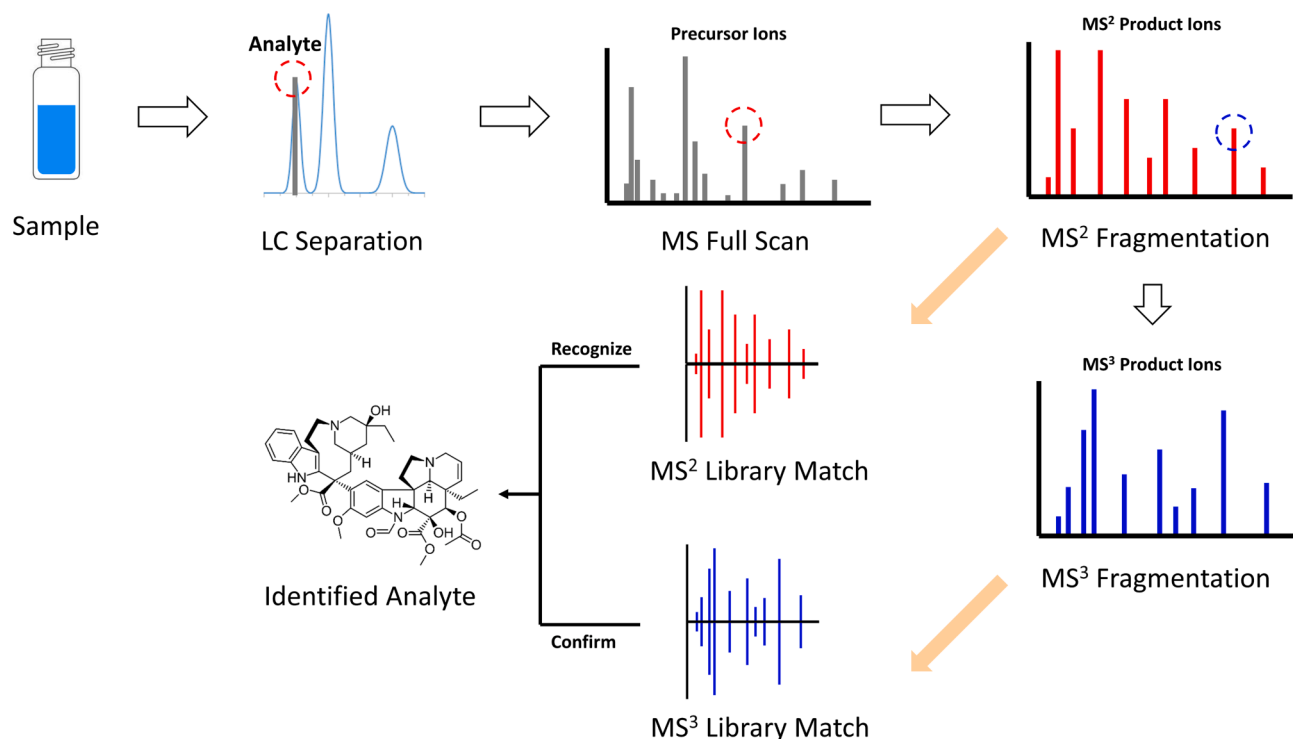 Analyte
Precursor Ions
MS² Product Ions
Sample
LC Separation
MS Full Scan
MS² Fragmentation
Recognize
MS² Library Match
MS³ Product Ions
OH
N
H
HN
O
O
O
N
H
N
O
O
O
O
OH
O
O
Identified Analyte
MS³ Fragmentation
Confirm
MS³ Library Match